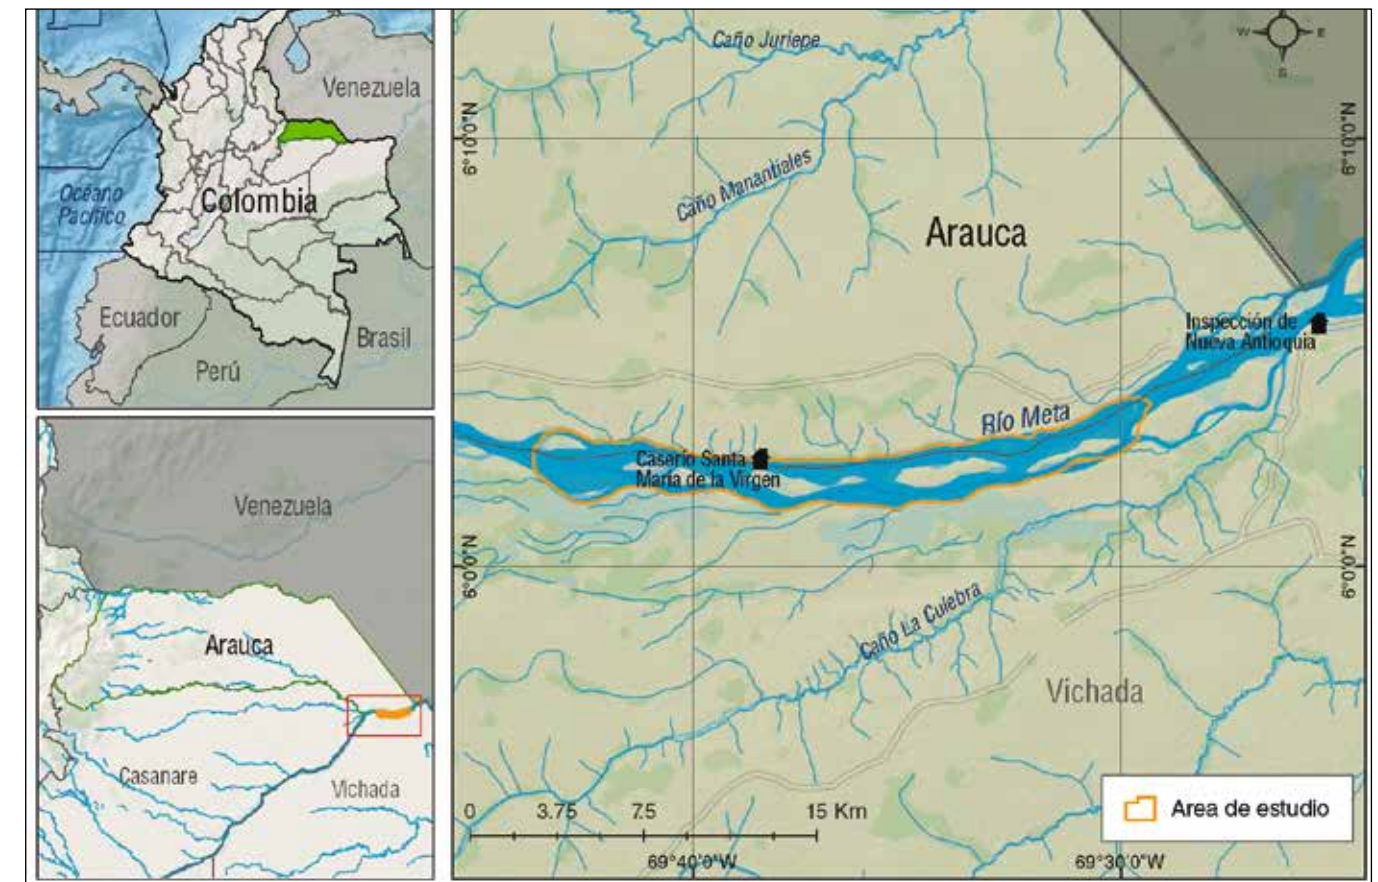 Venezuela
Océano
Pacífico
Colombia
Ecuador
Perú
Brasil
Venezuela
Arauca
Casanare
Vichada
W
E
S
Caño Juriepe
6°10'0"N
6°10'0"N
Caño Manantiales
Arauca
Inspección de
Nueva Antioquia
Río Meta
Caserío Santa
María de la Virgen
6°0'0"N
6°0'0"N
Caño La Culebra
Vichada
0 3.75 7.5 15 Km
Area de estudio
69°40'0"W
69°30'0"W